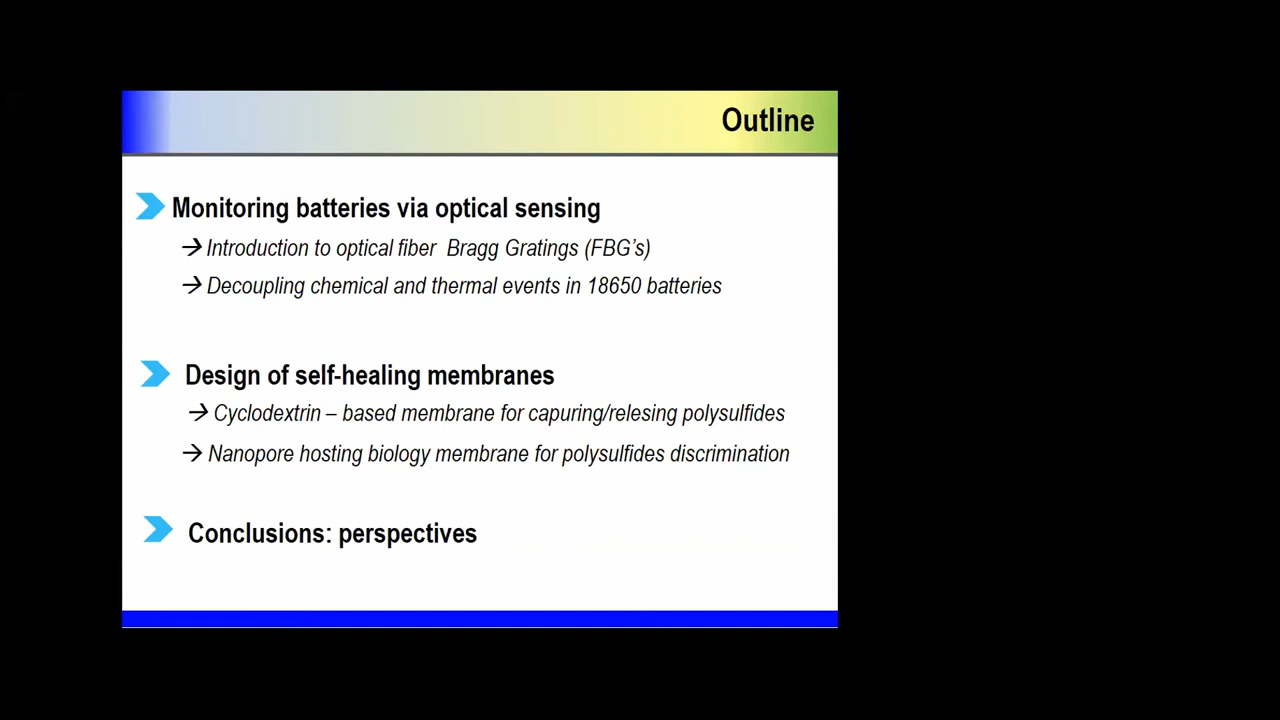 Outline
Monitoring batteries via optical sensing
→ Introduction to optical fiber Bragg Gratings (FBG's)
→ Decoupling chemical and thermal events in 18650 batteries
Design of self-healing membranes
→ Cyclodextrin – based membrane for capuring/relesing polysulfides
→ Nanopore hosting biology membrane for polysulfides discrimination
Conclusions: perspectives